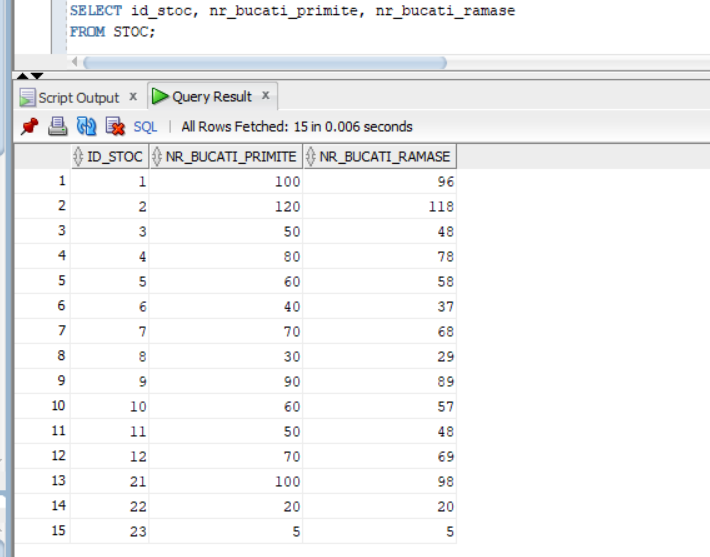 SELECT id_stoc, nr_bucati_primite, nr_bucati_ramase
FROM STOC;
Script Output x Query Result x
SQL | All Rows Fetched: 15 in 0.006 seconds
ID_STOC NR_BUCATI_PRIMITE NR_BUCATI_RAMASE
1 1 100 96
2 2 120 118
3 3 50 48
4 4 80 78
5 5 60 58
6 6 40 37
7 7 70 68
8 8 30 29
9 9 90 89
10 10 60 57
11 11 50 48
12 12 70 69
13 21 100 98
14 22 20 20
15 23 5 5